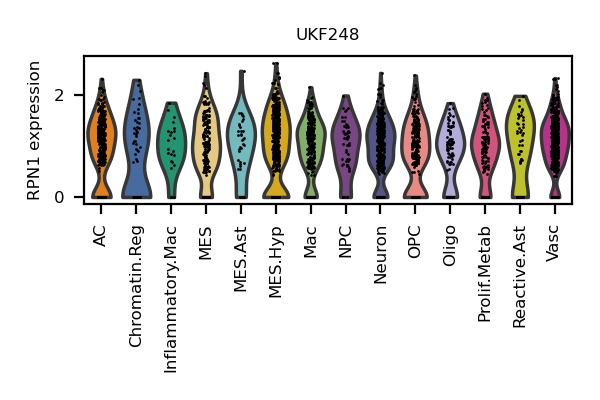 UKF248
RPN1 expression
2
0
AC
Chromatin.Reg
Inflammatory.Mac
MES
MES.Ast
MES.Hyp
Mac
NPC
Neuron
OPC
Oligo
Prolif.Metab
Reactive.Ast
Vasc